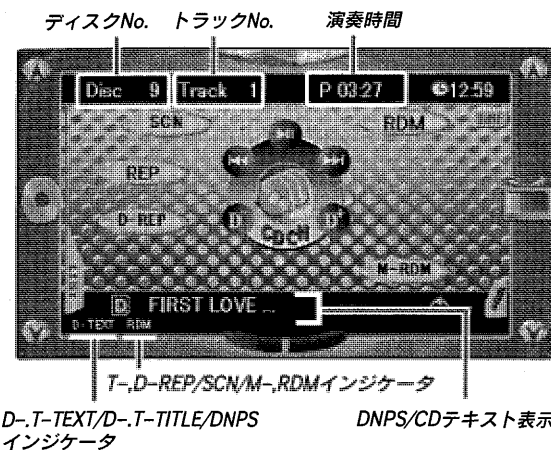 ディスクNo. トラックNo. 演奏時間
Disc 9 Track 1 P 03:27 12:59
SCN RDM
REP
D-REP
CDCH
M-RDM
D FIRST LOVE ...
D-TEXT RDM
T-,D-REP/SCN/M-,RDMインジケータ
D-.T-TEXT/D-.T-TITLE/DNPS
インジケータ
DNPS/CDテキスト表示